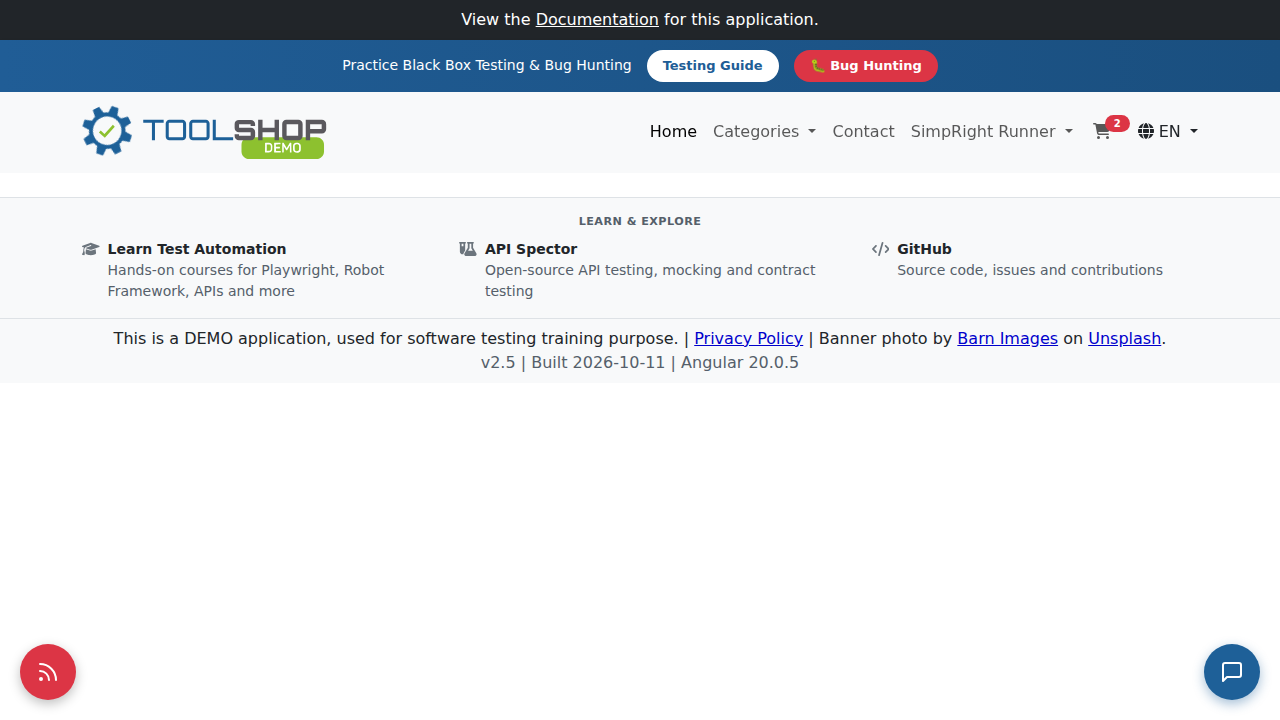 View the Documentation for this application.
Practice Black Box Testing & Bug Hunting Testing Guide 🐛 Bug Hunting
TOOLSHOP
DEMO
Home Categories Contact SimpRight Runner 2 EN
LEARN & EXPLORE
Learn Test Automation
Hands-on courses for Playwright, Robot
Framework, APIs and more
API Spector
Open-source API testing, mocking and contract
testing
GitHub
Source code, issues and contributions
This is a DEMO application, used for software testing training purpose. | Privacy Policy | Banner photo by Barn Images on Unsplash.
v2.5 | Built 2026-10-11 | Angular 20.0.5